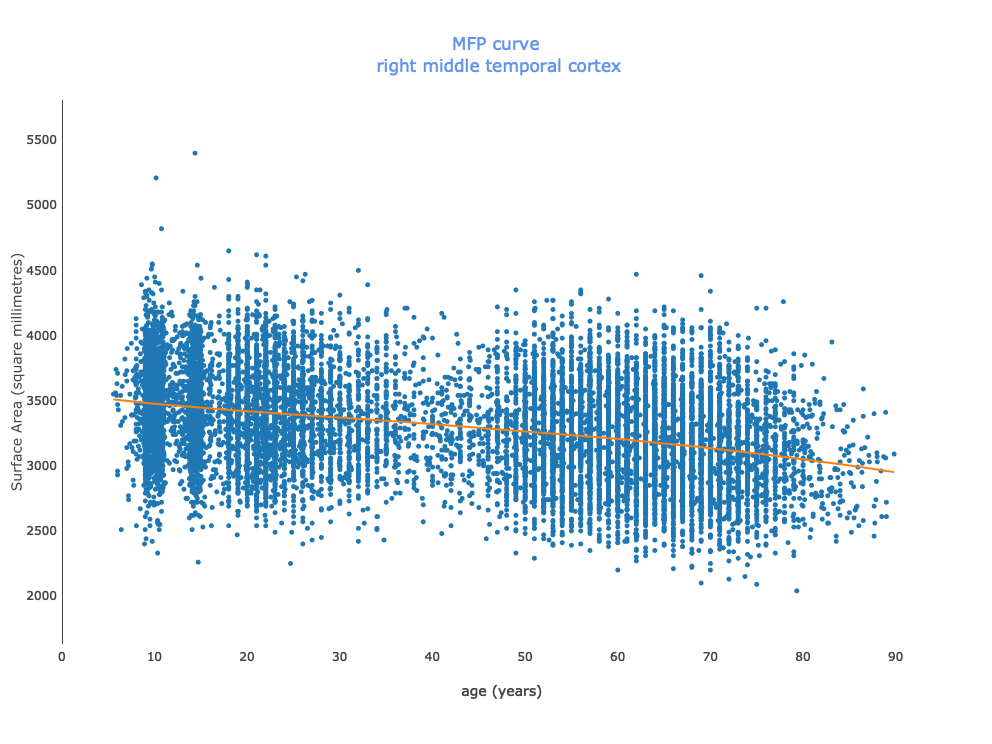 MFP curve
right middle temporal cortex
Surface Area (square millimetres)
5500
5000
4500
4000
3500
3000
2500
2000
0 10 20 30 40 50 60 70 80 90
age (years)